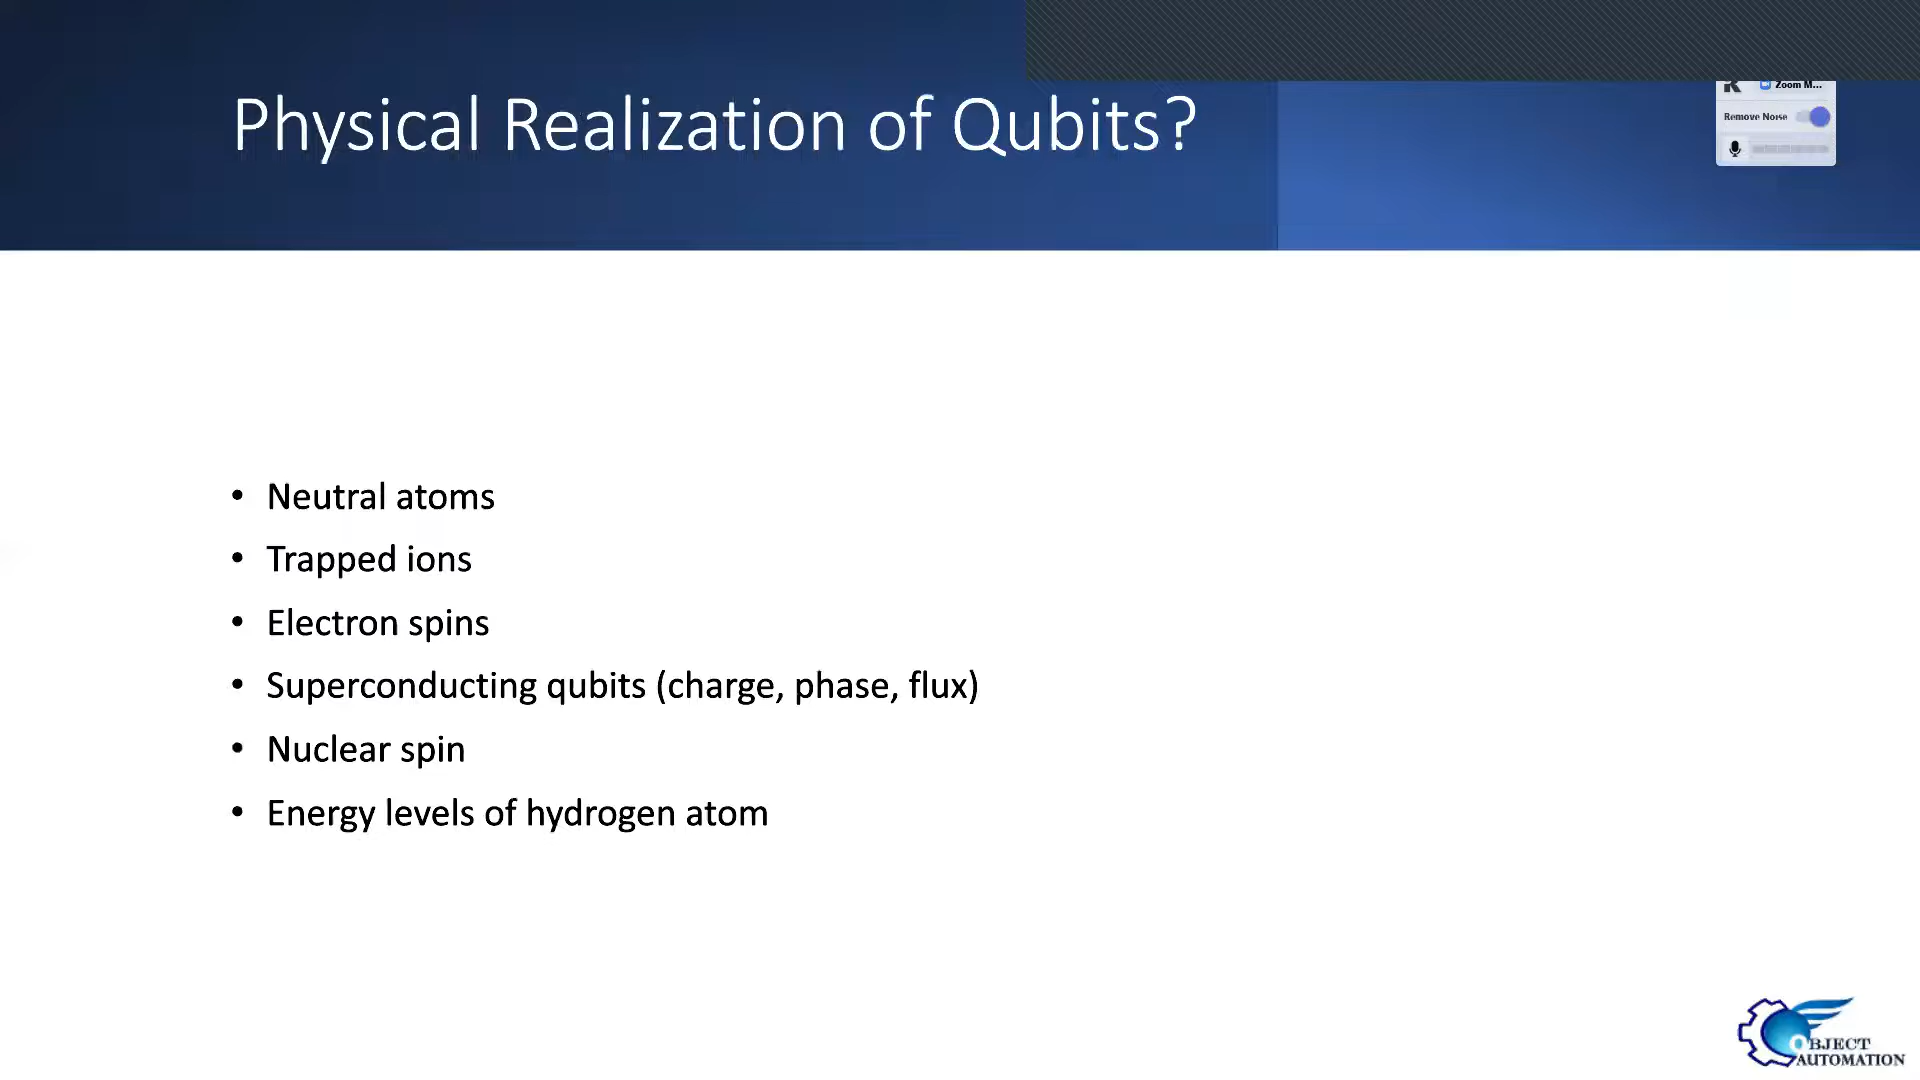 Physical Realization of Qubits?
Zoom M...
Remove Noise
• Neutral atoms
• Trapped ions
• Electron spins
• Superconducting qubits (charge, phase, flux)
• Nuclear spin
• Energy levels of hydrogen atom
OBJECT
AUTOMATION